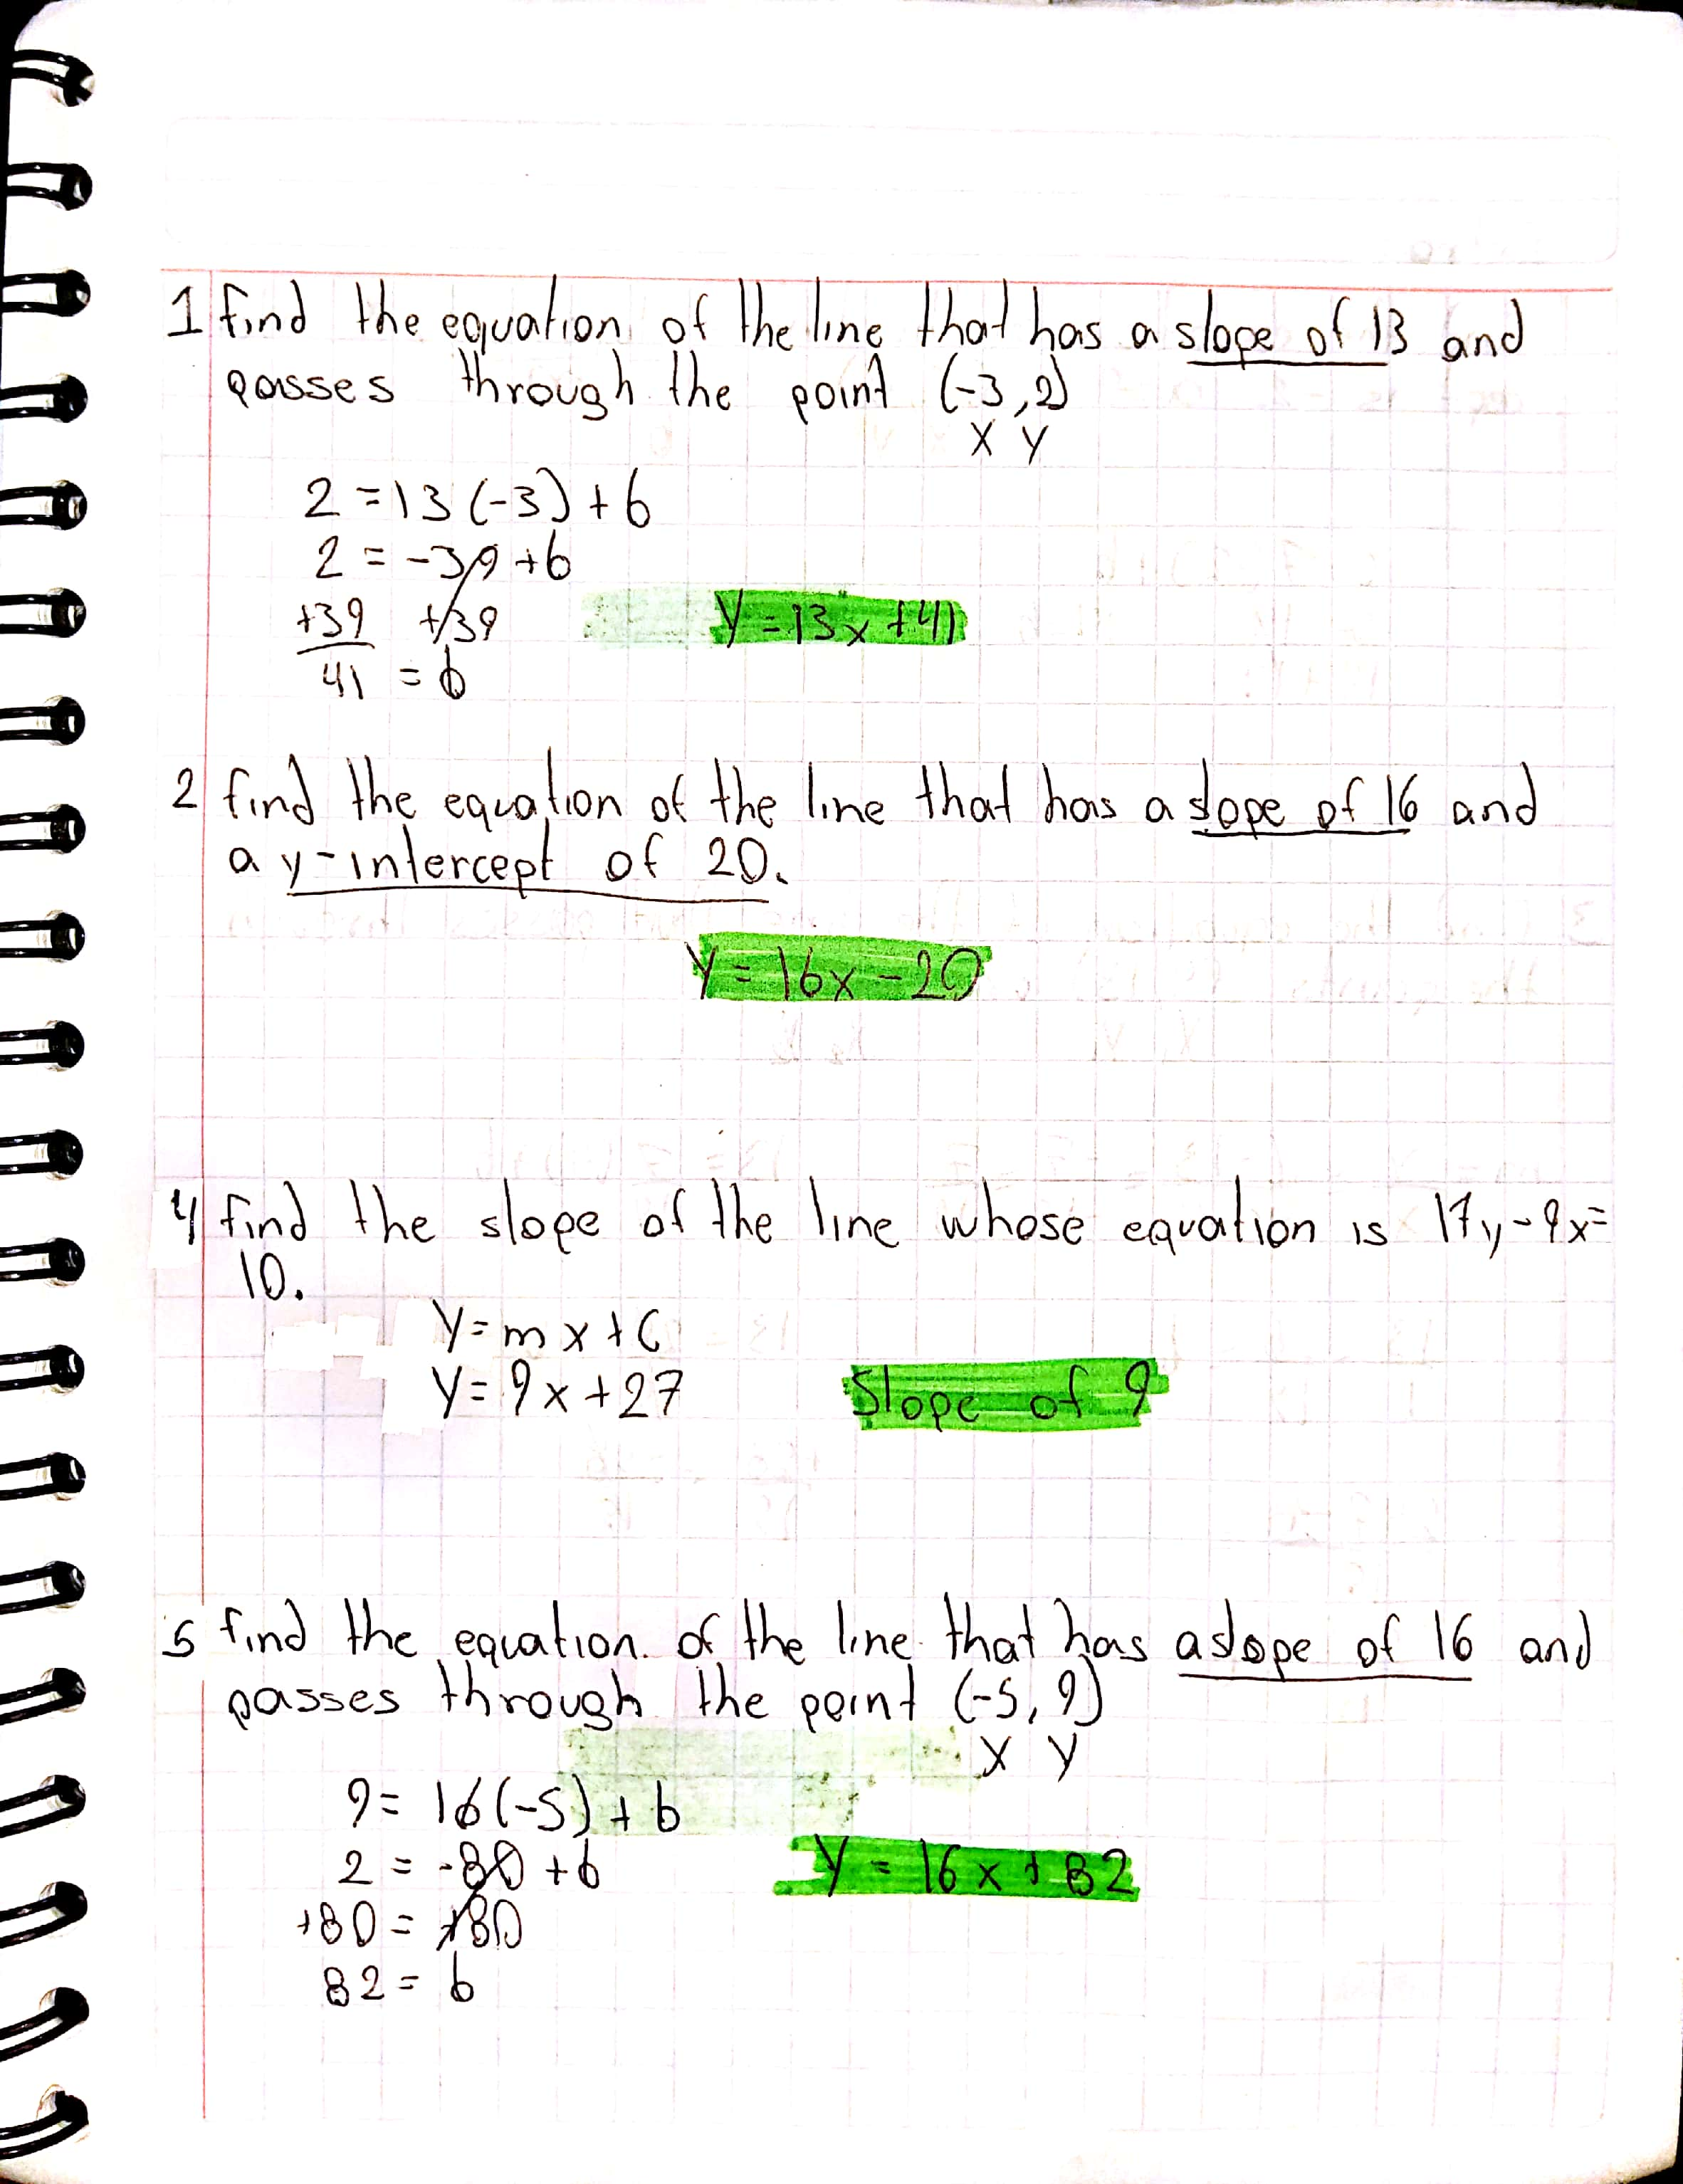 1 find the equation of the line that has a slope of 13 and
passes through the point (-3,2)
X Y
2 = 13(-3) + b
2 = -39 + b
+39 +39
41 = b
y = 13x + 41
2 find the equation of the line that has a slope of 16 and
a y-intercept of 20.
Y = 16x - 20
4 find the slope of the line whose equation is 17y-9x=
10.
Y = mx + C
Y = 9x + 27
Slope of 9
5 find the equation of the line that has a slope of 16 and
passes through the point (-5, 9)
X Y
9 = 16(-5) + b
2 = -80 + b
+80 = +80
82 = b
Y = 16x + 82